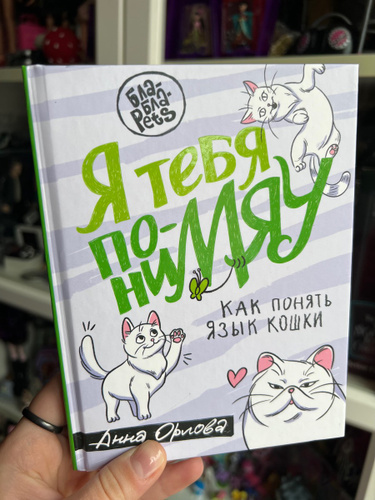 Бла-
бла-
Pets
Я тебя
по-
ниМЯУ
КАК ПОНЯТЬ
ЯЗЫК КОШКИ
Анна Орлова